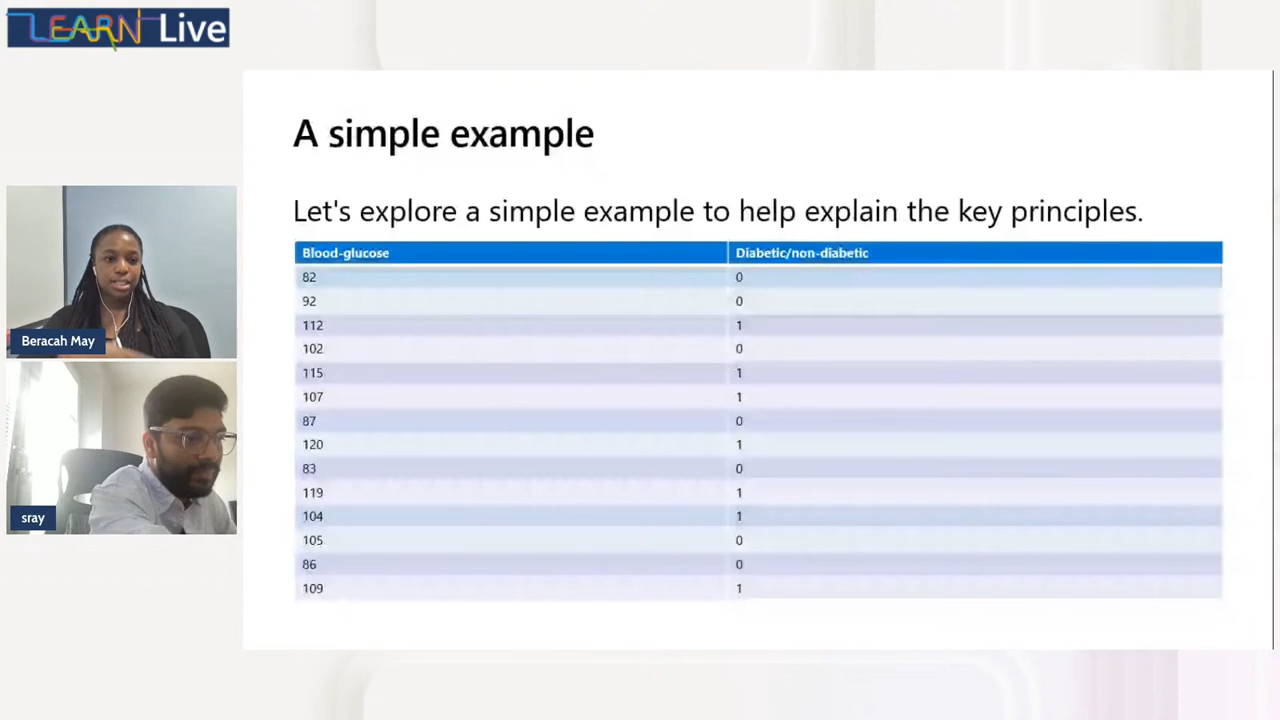 LEARN Live
A simple example
Let's explore a simple example to help explain the key principles.
Blood-glucose Diabetic/non-diabetic
82 0
92 0
112 1
102 0
115 1
107 1
87 0
120 1
83 0
119 1
104 1
105 0
86 0
109 1
Beracah May
sray